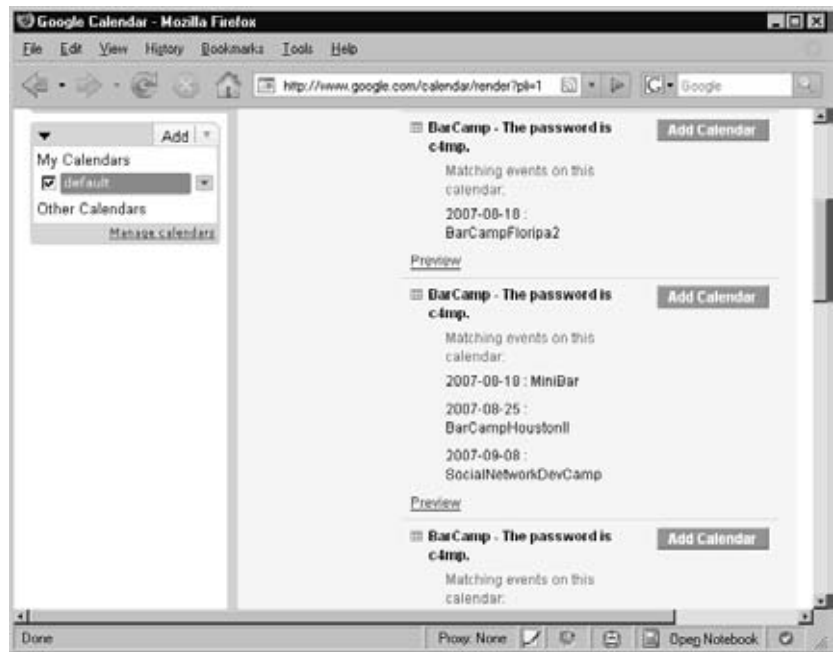 Google Calendar - Mozilla Firefox
File Edit View History Bookmarks Tools Help
http://www.google.com/calendar/render?pli=1
Google
Add
My Calendars
default
Other Calendars
Manage calendars
BarCamp - The password is
c4mp.
Add Calendar
Matching events on this
calendar:
2007-08-18 :
BarCampFloripa2
Preview
BarCamp - The password is
c4mp.
Add Calendar
Matching events on this
calendar:
2007-08-18 : MiniBar
2007-08-25 :
BarCampHoustonII
2007-09-08 :
SocialNetworkDevCamp
Preview
BarCamp - The password is
c4mp.
Add Calendar
Matching events on this
calendar:
Done
Proxy: None
Open Notebook